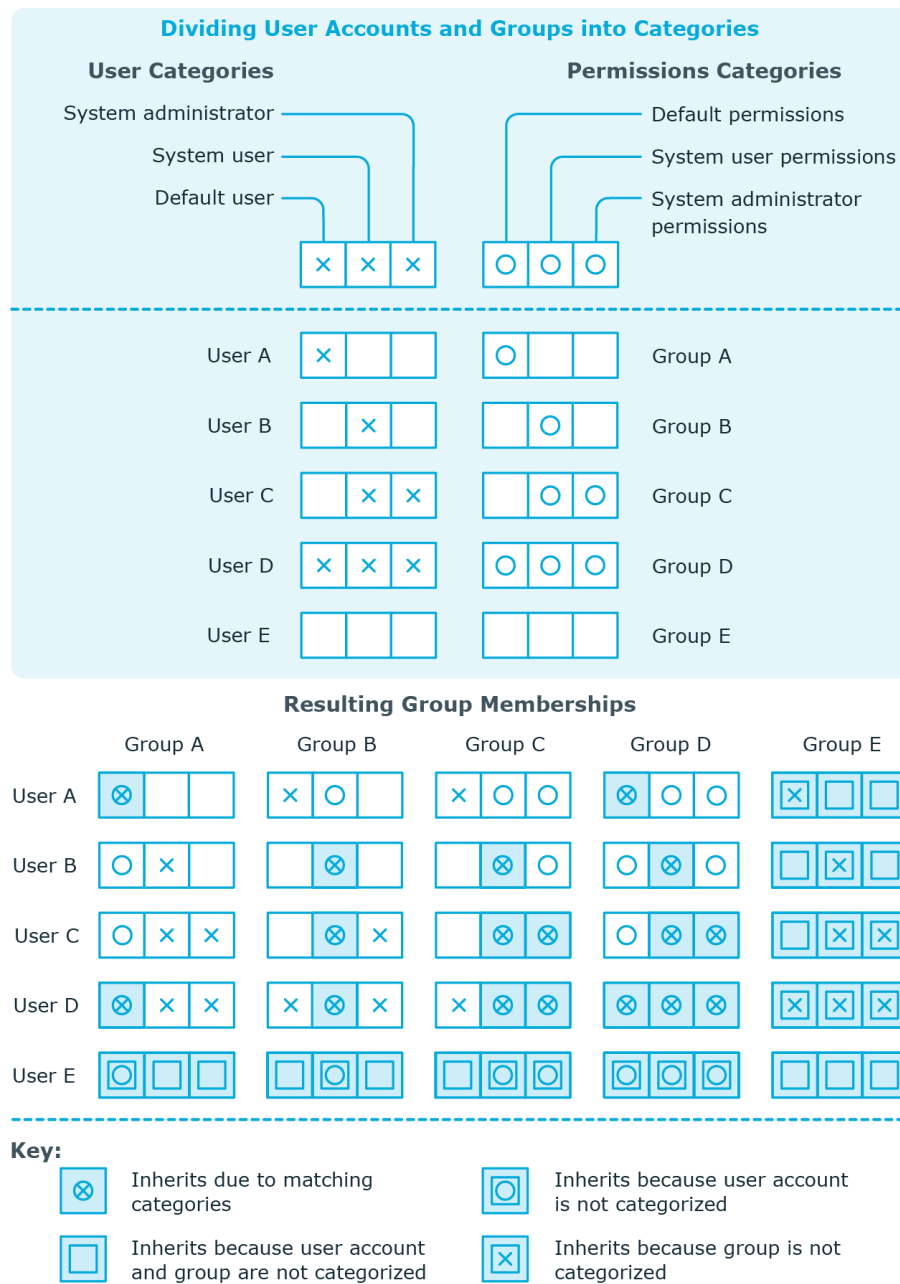 Dividing User Accounts and Groups into Categories
User Categories
Permissions Categories
System administrator
Default permissions
System user
System user permissions
Default user
System administrator
permissions
User A
Group A
User B
Group B
User C
Group C
User D
Group D
User E
Group E
Resulting Group Memberships
Group A
Group B
Group C
Group D
Group E
User A
User B
User C
User D
User E
Key:
Inherits due to matching
categories
Inherits because user account
is not categorized
Inherits because user account
and group are not categorized
Inherits because group is not
categorized